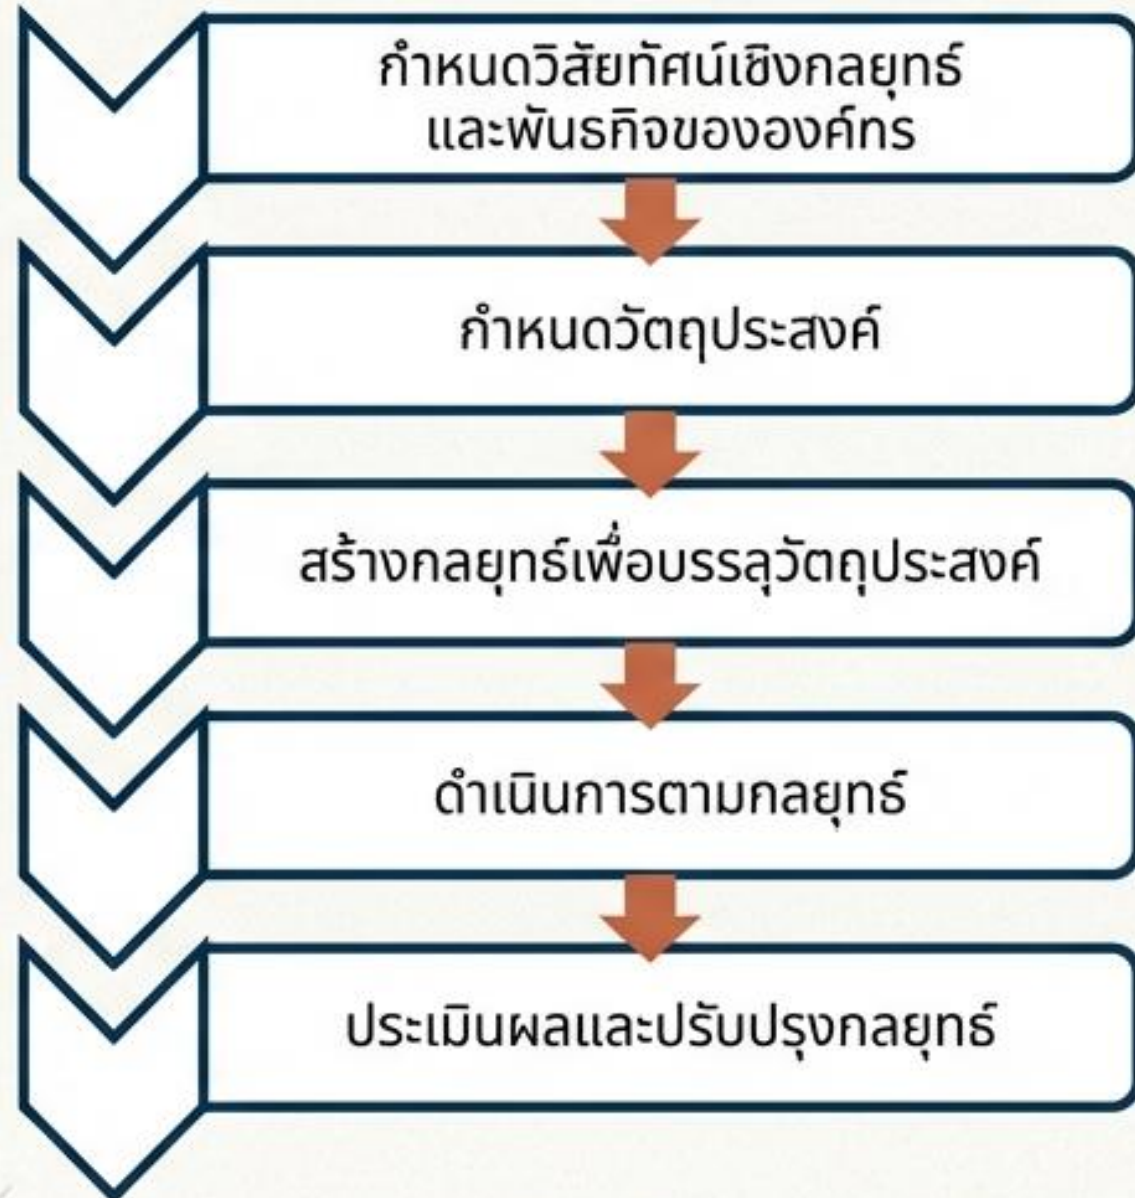 กำหนดวิสัยทัศน์เชิงกลยุทธ์
และพันธกิจขององค์ทร
กำหนดวัตฤประสงค์
สร้างกลยุทธ์เพื่อบรรลุวัตถุประสงค์
ดำเนินการตามกลยุทธ์
ประเมินผลและปรับปรุงกลยุทธ์